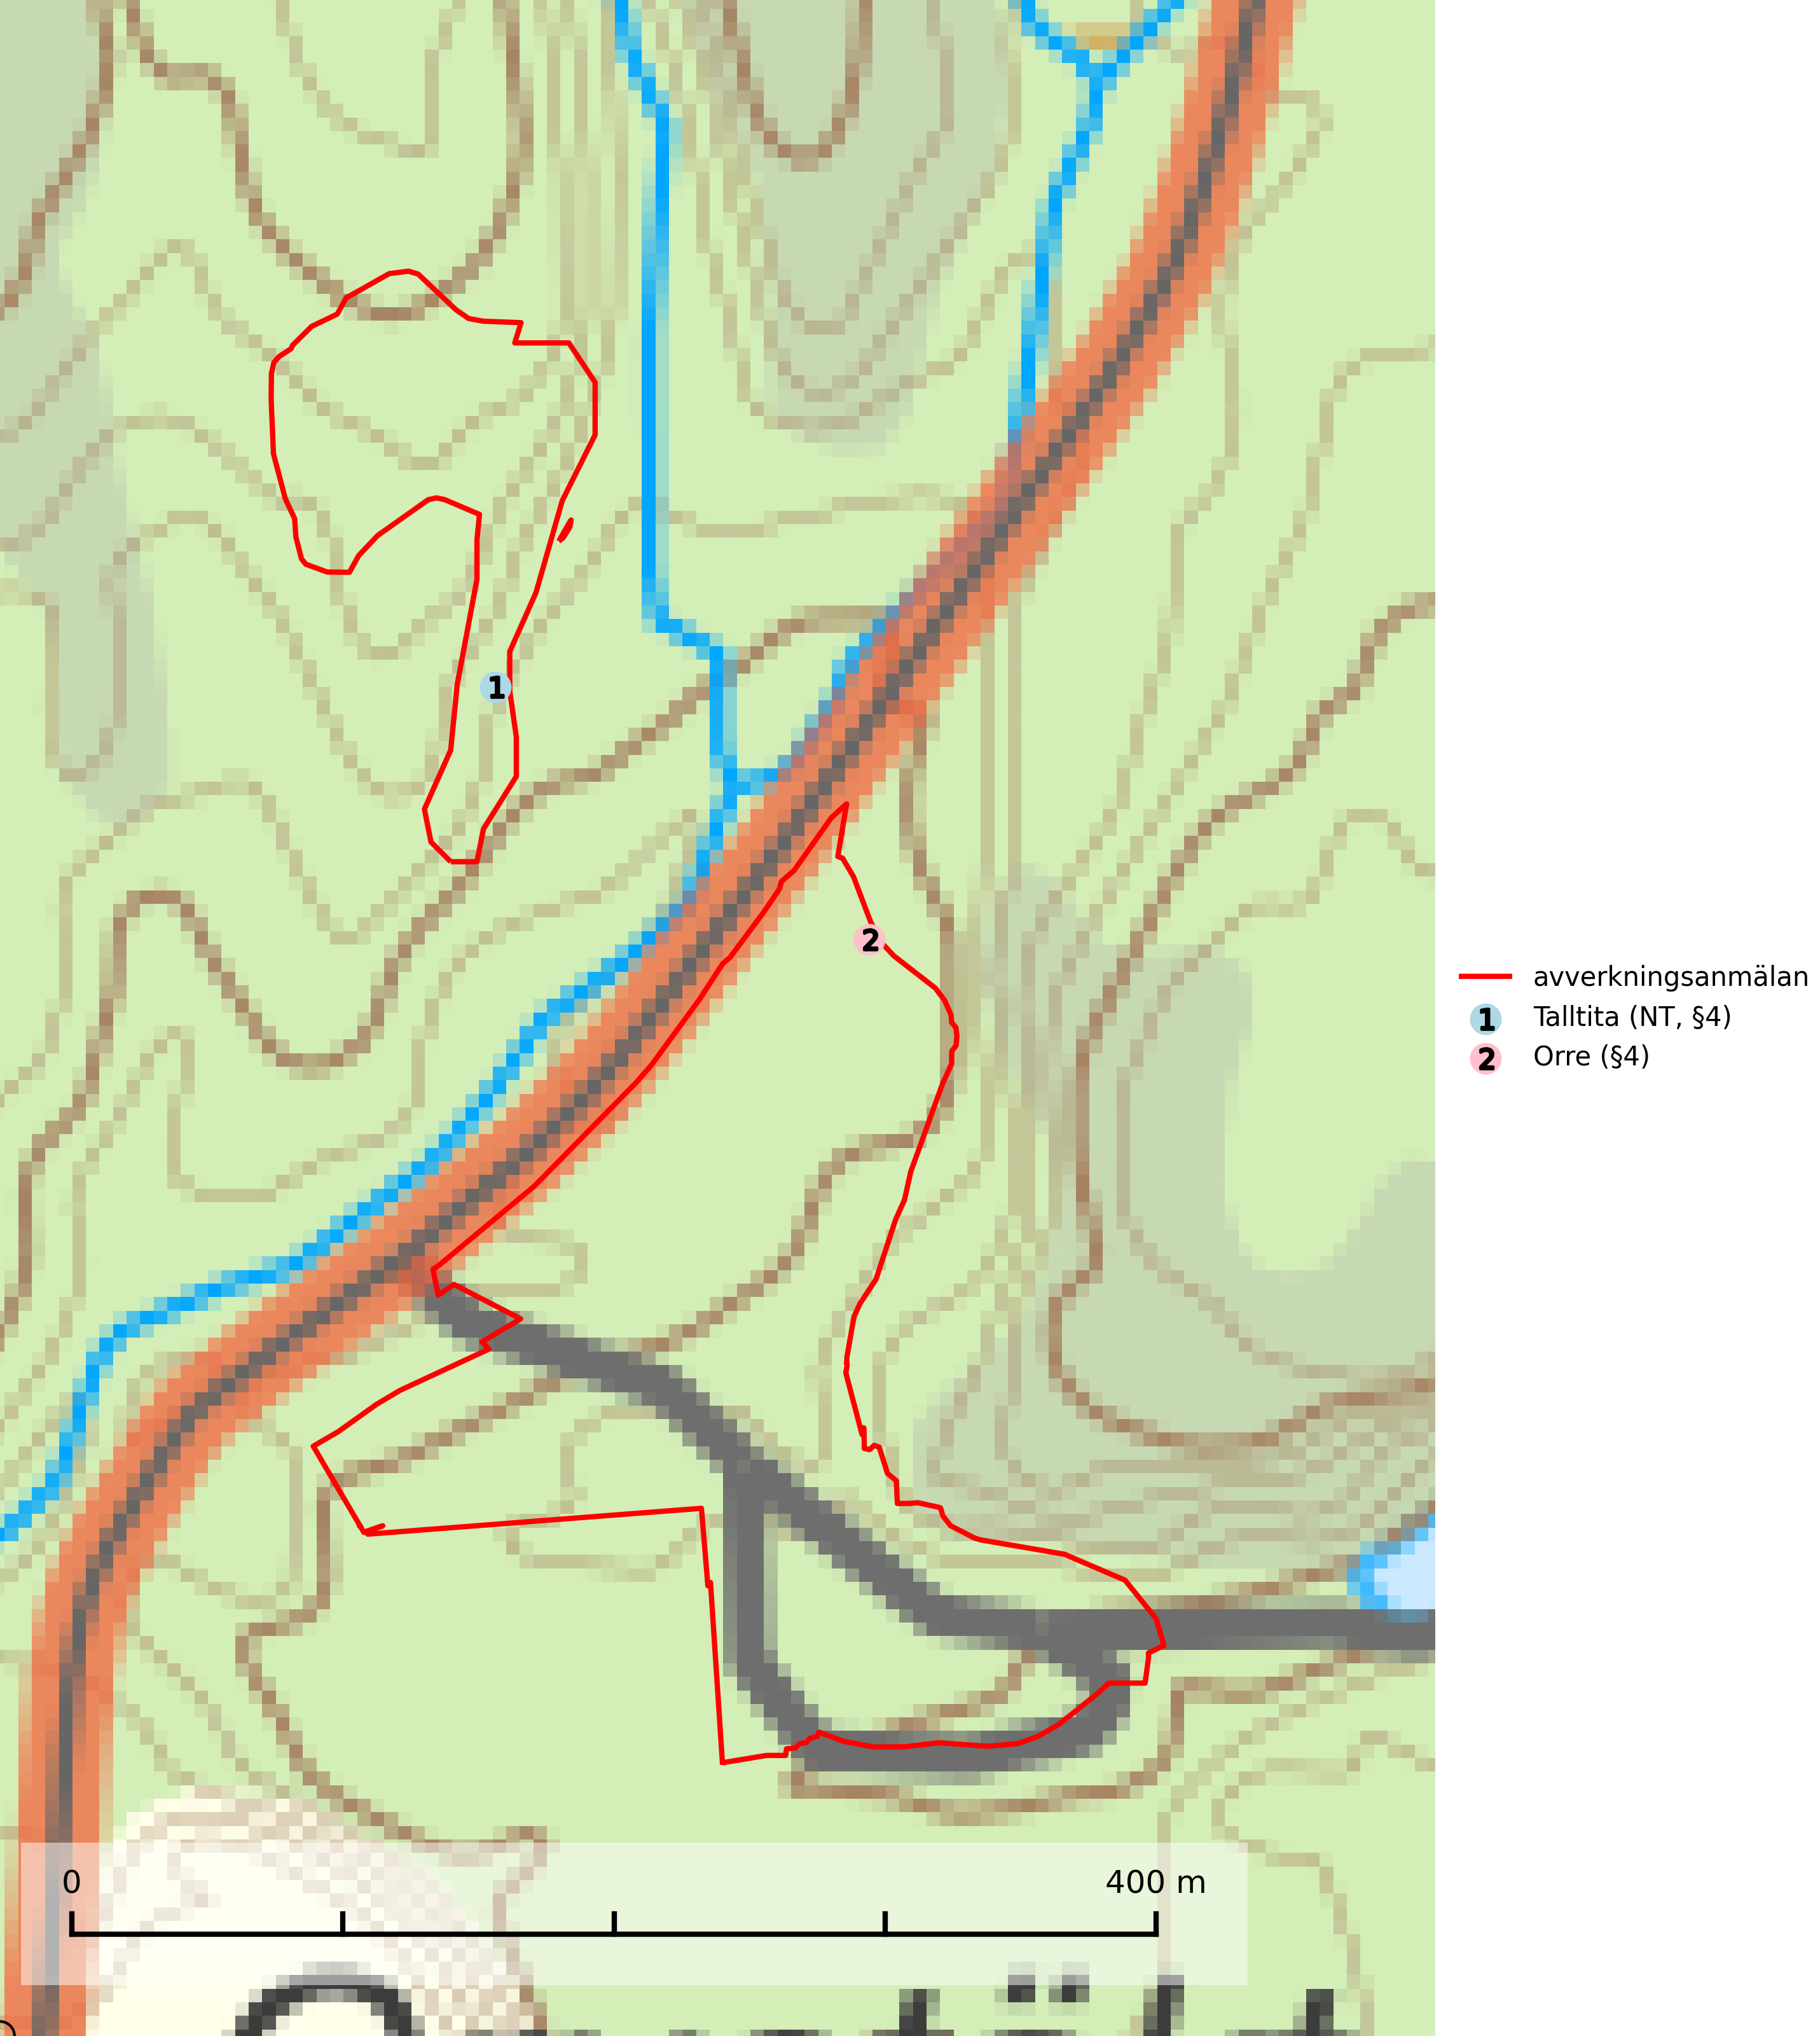 1
2
avverkningsanmälan
1 Talltita (NT, §4)
2 Orre (§4)
0 400 m